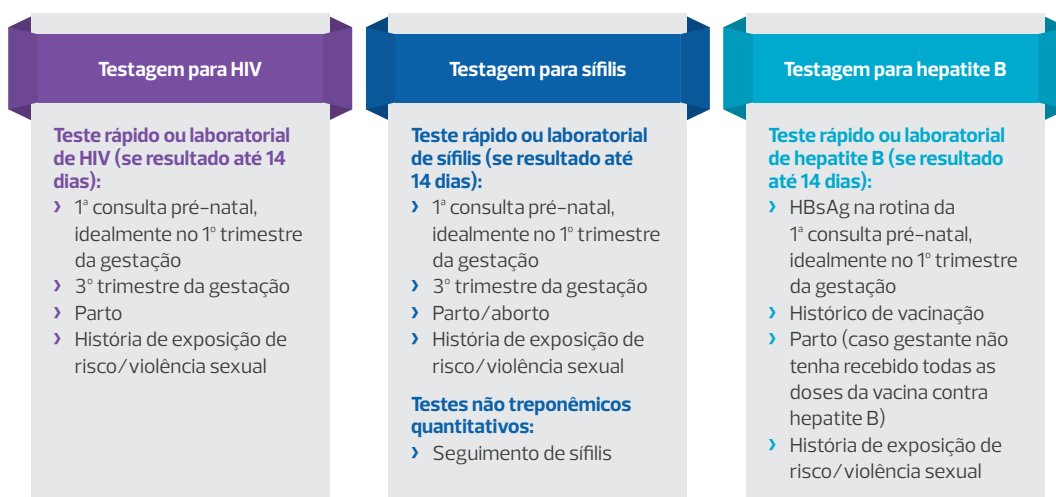 Testagem para HIV
Teste rápido ou laboratorial
de HIV (se resultado até 14
dias):
› 1ª consulta pré-natal,
idealmente no 1º trimestre
da gestação
› 3º trimestre da gestação
› Parto
› História de exposição de
risco/violência sexual
Testagem para sífilis
Teste rápido ou laboratorial
de sífilis (se resultado até
14 dias):
› 1ª consulta pré-natal,
idealmente no 1º trimestre
da gestação
› 3º trimestre da gestação
› Parto/aborto
› História de exposição de
risco/violência sexual
Testes não treponêmicos
quantitativos:
› Seguimento de sífilis
Testagem para hepatite B
Teste rápido ou laboratorial
de hepatite B (se resultado
até 14 dias):
› HBsAg na rotina da
1ª consulta pré-natal,
idealmente no 1º trimestre
da gestação
› Histórico de vacinação
› Parto (caso gestante não
tenha recebido todas as
doses da vacina contra
hepatite B)
› História de exposição de
risco/violência sexual